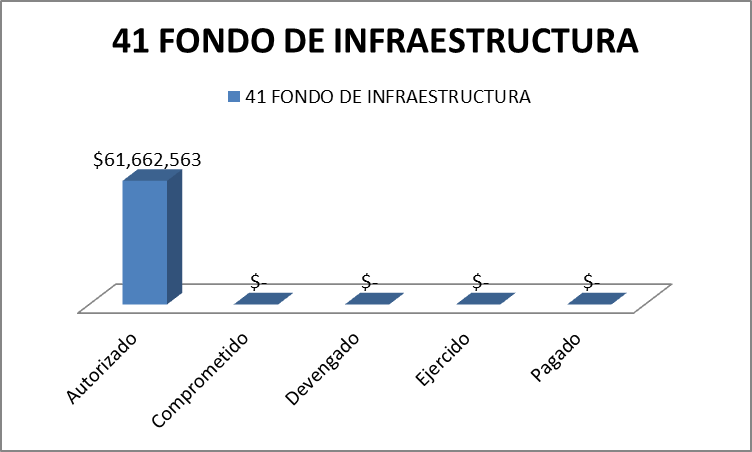 41 FONDO DE INFRAESTRUCTURA
41 FONDO DE INFRAESTRUCTURA
$61,662,563
$- $- $- $-
Autorizado Comprometido Devengado Ejercido Pagado